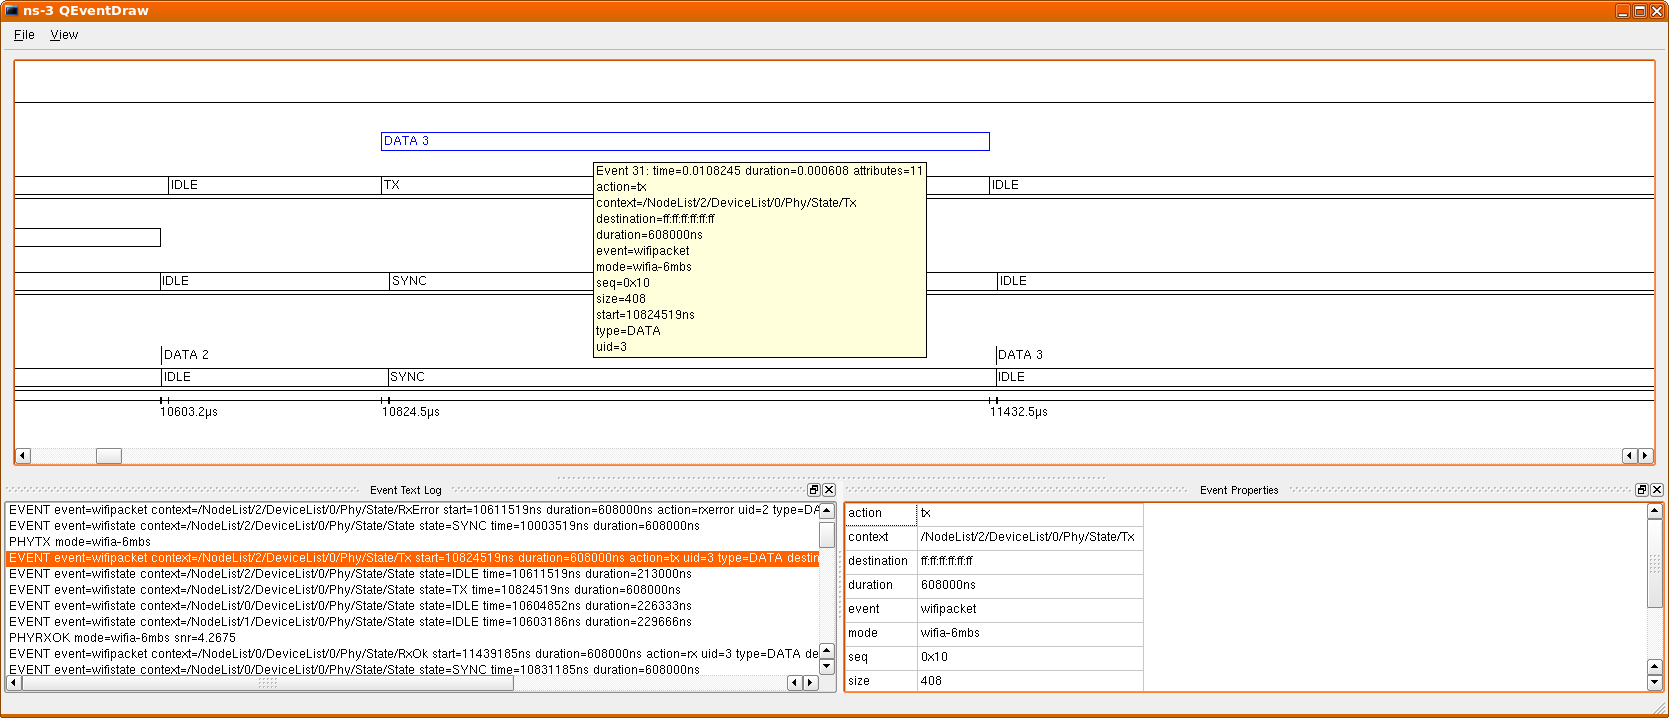 ns-3 QEventDraw
File View
DATA 3
IDLE TX IDLE
IDLE SYNC IDLE
Event 31: time=0.0108245 duration=0.000608 attributes=11
action=tx
context=/NodeList/2/DeviceList/0/Phy/State/Tx
destination=ff:ff:ff:ff:ff:ff
duration=608000ns
event=wifipacket
mode=wifia-6mbs
seq=0x10
size=408
start=10824519ns
type=DATA
uid=3
DATA 2 DATA 3
IDLE SYNC IDLE
10603.2µs 10824.5µs 11432.5µs
Event Text Log
EVENT event=wifipacket context=/NodeList/2/DeviceList/0/Phy/State/RxError start=10611519ns duration=608000ns action=rxerror uid=2 type=DA
EVENT event=wifistate context=/NodeList/2/DeviceList/0/Phy/State/State state=SYNC time=10003519ns duration=608000ns
PHYTX mode=wifia-6mbs
EVENT event=wifipacket context=/NodeList/2/DeviceList/0/Phy/State/Tx start=10824519ns duration=608000ns action=tx uid=3 type=DATA destin
EVENT event=wifistate context=/NodeList/2/DeviceList/0/Phy/State/State state=IDLE time=10611519ns duration=213000ns
EVENT event=wifistate context=/NodeList/2/DeviceList/0/Phy/State/State state=TX time=10824519ns duration=608000ns
EVENT event=wifistate context=/NodeList/0/DeviceList/0/Phy/State/State state=IDLE time=10604852ns duration=226333ns
EVENT event=wifistate context=/NodeList/1/DeviceList/0/Phy/State/State state=IDLE time=10603186ns duration=229666ns
PHYRXOK mode=wifia-6mbs snr=4.2675
EVENT event=wifipacket context=/NodeList/0/DeviceList/0/Phy/State/RxOk start=11439185ns duration=608000ns action=rx uid=3 type=DATA de
EVENT event=wifistate context=/NodeList/0/DeviceList/0/Phy/State/State state=SYNC time=10831185ns duration=608000ns
Event Properties
action tx
context /NodeList/2/DeviceList/0/Phy/State/Tx
destination ff:ff:ff:ff:ff:ff
duration 608000ns
event wifipacket
mode wifia-6mbs
seq 0x10
size 408